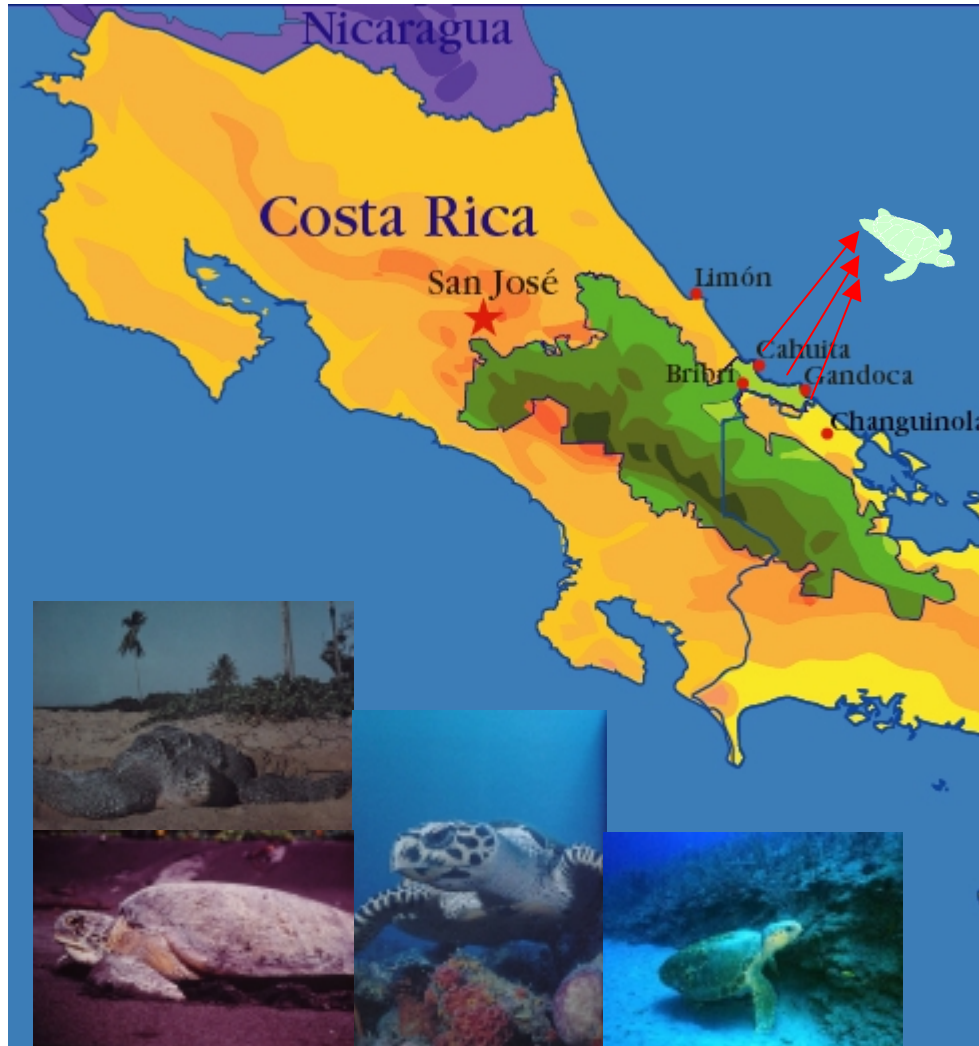 Nicaragua
Costa Rica
San José
Limón
Cahuita
Bribri
Gandoca
Changuinola